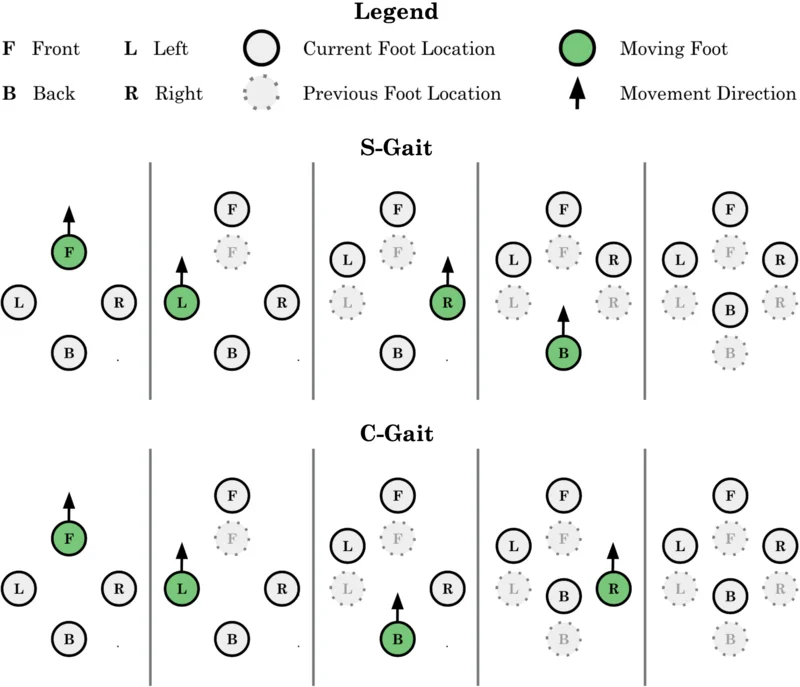 Legend
F Front L Left Current Foot Location Moving Foot
B Back R Right Previous Foot Location Movement Direction
S-Gait
F F F F
F F F F F
L L L R L R
L R L R L R L R L R
B
B B B B B
C-Gait
F F F F
F F F F F
L L L R
L R L R L R L R L R
B B
B B B B B